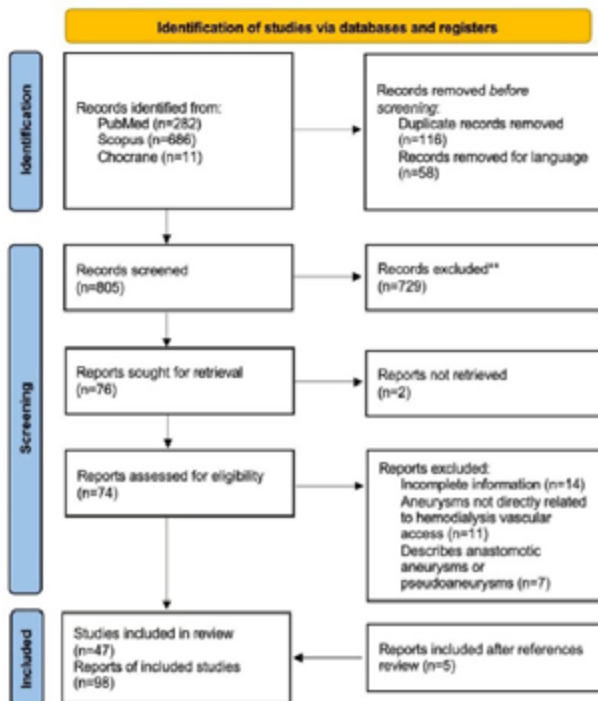 Identification of studies via databases and registers
Identification
Records identified from:
PubMed (n=282)
Scopus (n=686)
Chocrane (n=11)
Records removed before
screening:
Duplicate records removed
(n=116)
Records removed for language
(n=58)
Screening
Records screened
(n=805)
Records excluded**
(n=729)
Reports sought for retrieval
(n=76)
Reports not retrieved
(n=2)
Reports assessed for eligibility
(n=74)
Reports excluded:
Incomplete information (n=14)
Aneurysms not directly related
to hemodialysis vascular
access (n=11)
Describes anastomotic
aneurysms or
pseudoaneurysms (n=7)
Included
Studies included in review
(n=47)
Reports of included studies
(n=98)
Reports included after references
review (n=5)